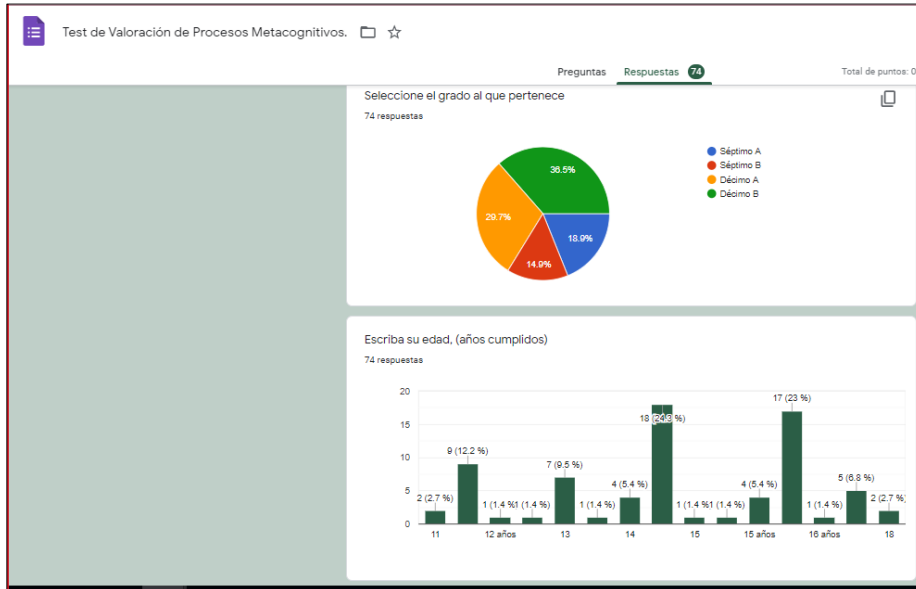 Test de Valoración de Procesos Metacognitivos.
Preguntas Respuestas 74 Total de puntos: 0
Seleccione el grado al que pertenece
74 respuestas
36.5%
29.7%
18.9%
14.9%
Séptimo A
Séptimo B
Décimo A
Décimo B
Escriba su edad, (años cumplidos)
74 respuestas
20
15
10
5
0
2 (2.7 %)
9 (12.2 %)
1 (1.4 %)
1 (1.4 %)
7 (9.5 %)
1 (1.4 %)
4 (5.4 %)
18 (24.3 %)
1 (1.4 %)
1 (1.4 %)
4 (5.4 %)
17 (23 %)
1 (1.4 %)
5 (6.8 %)
2 (2.7 %)
11 12 años 13 14 15 15 años 16 años 18